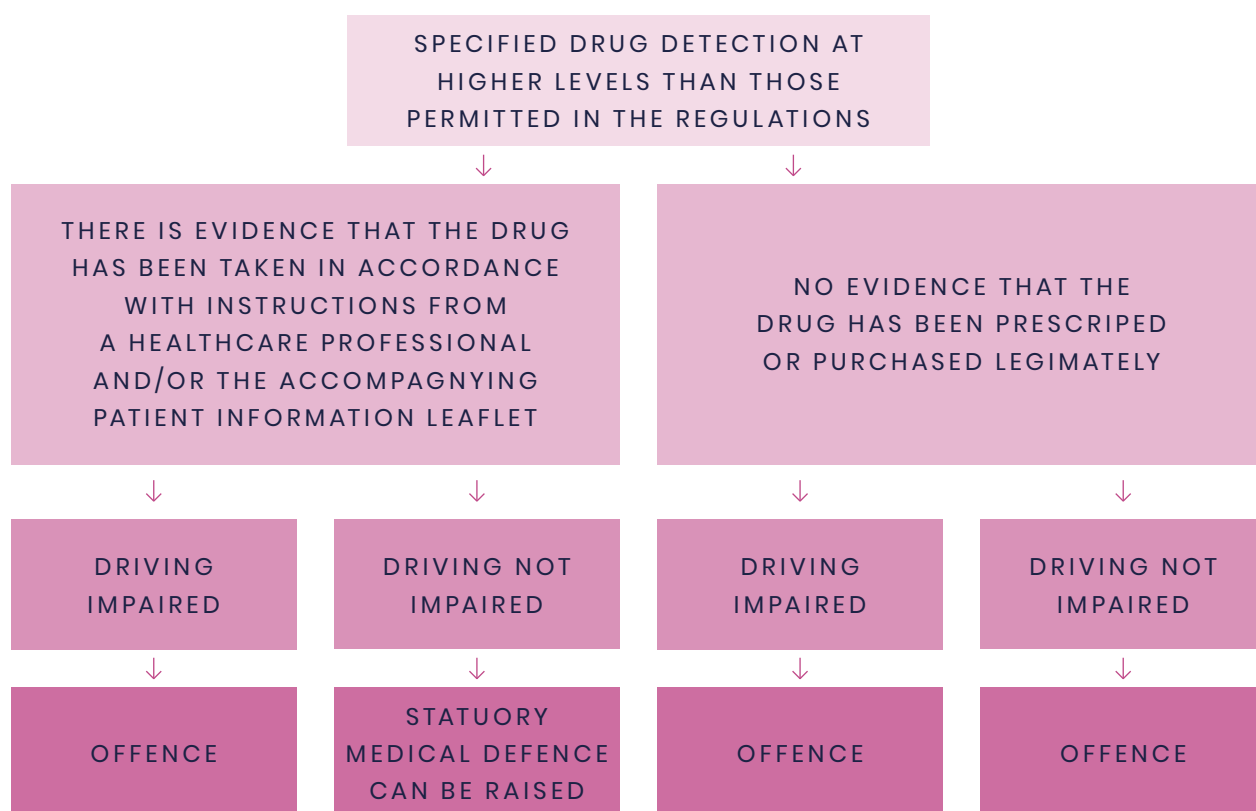 SPECIFIED DRUG DETECTION AT
HIGHER LEVELS THAN THOSE
PERMITTED IN THE REGULATIONS
THERE IS EVIDENCE THAT THE DRUG
HAS BEEN TAKEN IN ACCORDANCE
WITH INSTRUCTIONS FROM
A HEALTHCARE PROFESSIONAL
AND/OR THE ACCOMPAGNYING
PATIENT INFORMATION LEAFLET
NO EVIDENCE THAT THE
DRUG HAS BEEN PRESCRIPED
OR PURCHASED LEGIMATELY
DRIVING
IMPAIRED
DRIVING NOT
IMPAIRED
DRIVING
IMPAIRED
DRIVING NOT
IMPAIRED
OFFENCE
STATUORY
MEDICAL DEFENCE
CAN BE RAISED
OFFENCE
OFFENCE